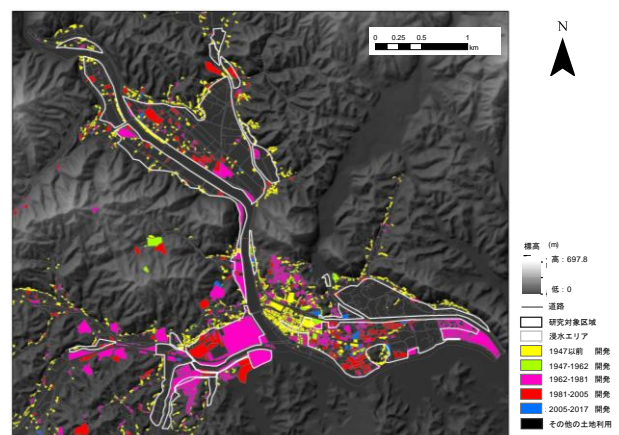 0 0.25 0.5 1
km
N
標高 (m)
高 : 697.8
低 : 0
道路
研究対象区域
浸水エリア
1947以前 開発
1947-1962 開発
1962-1981 開発
1981-2005 開発
2005-2017 開発
その他の土地利用